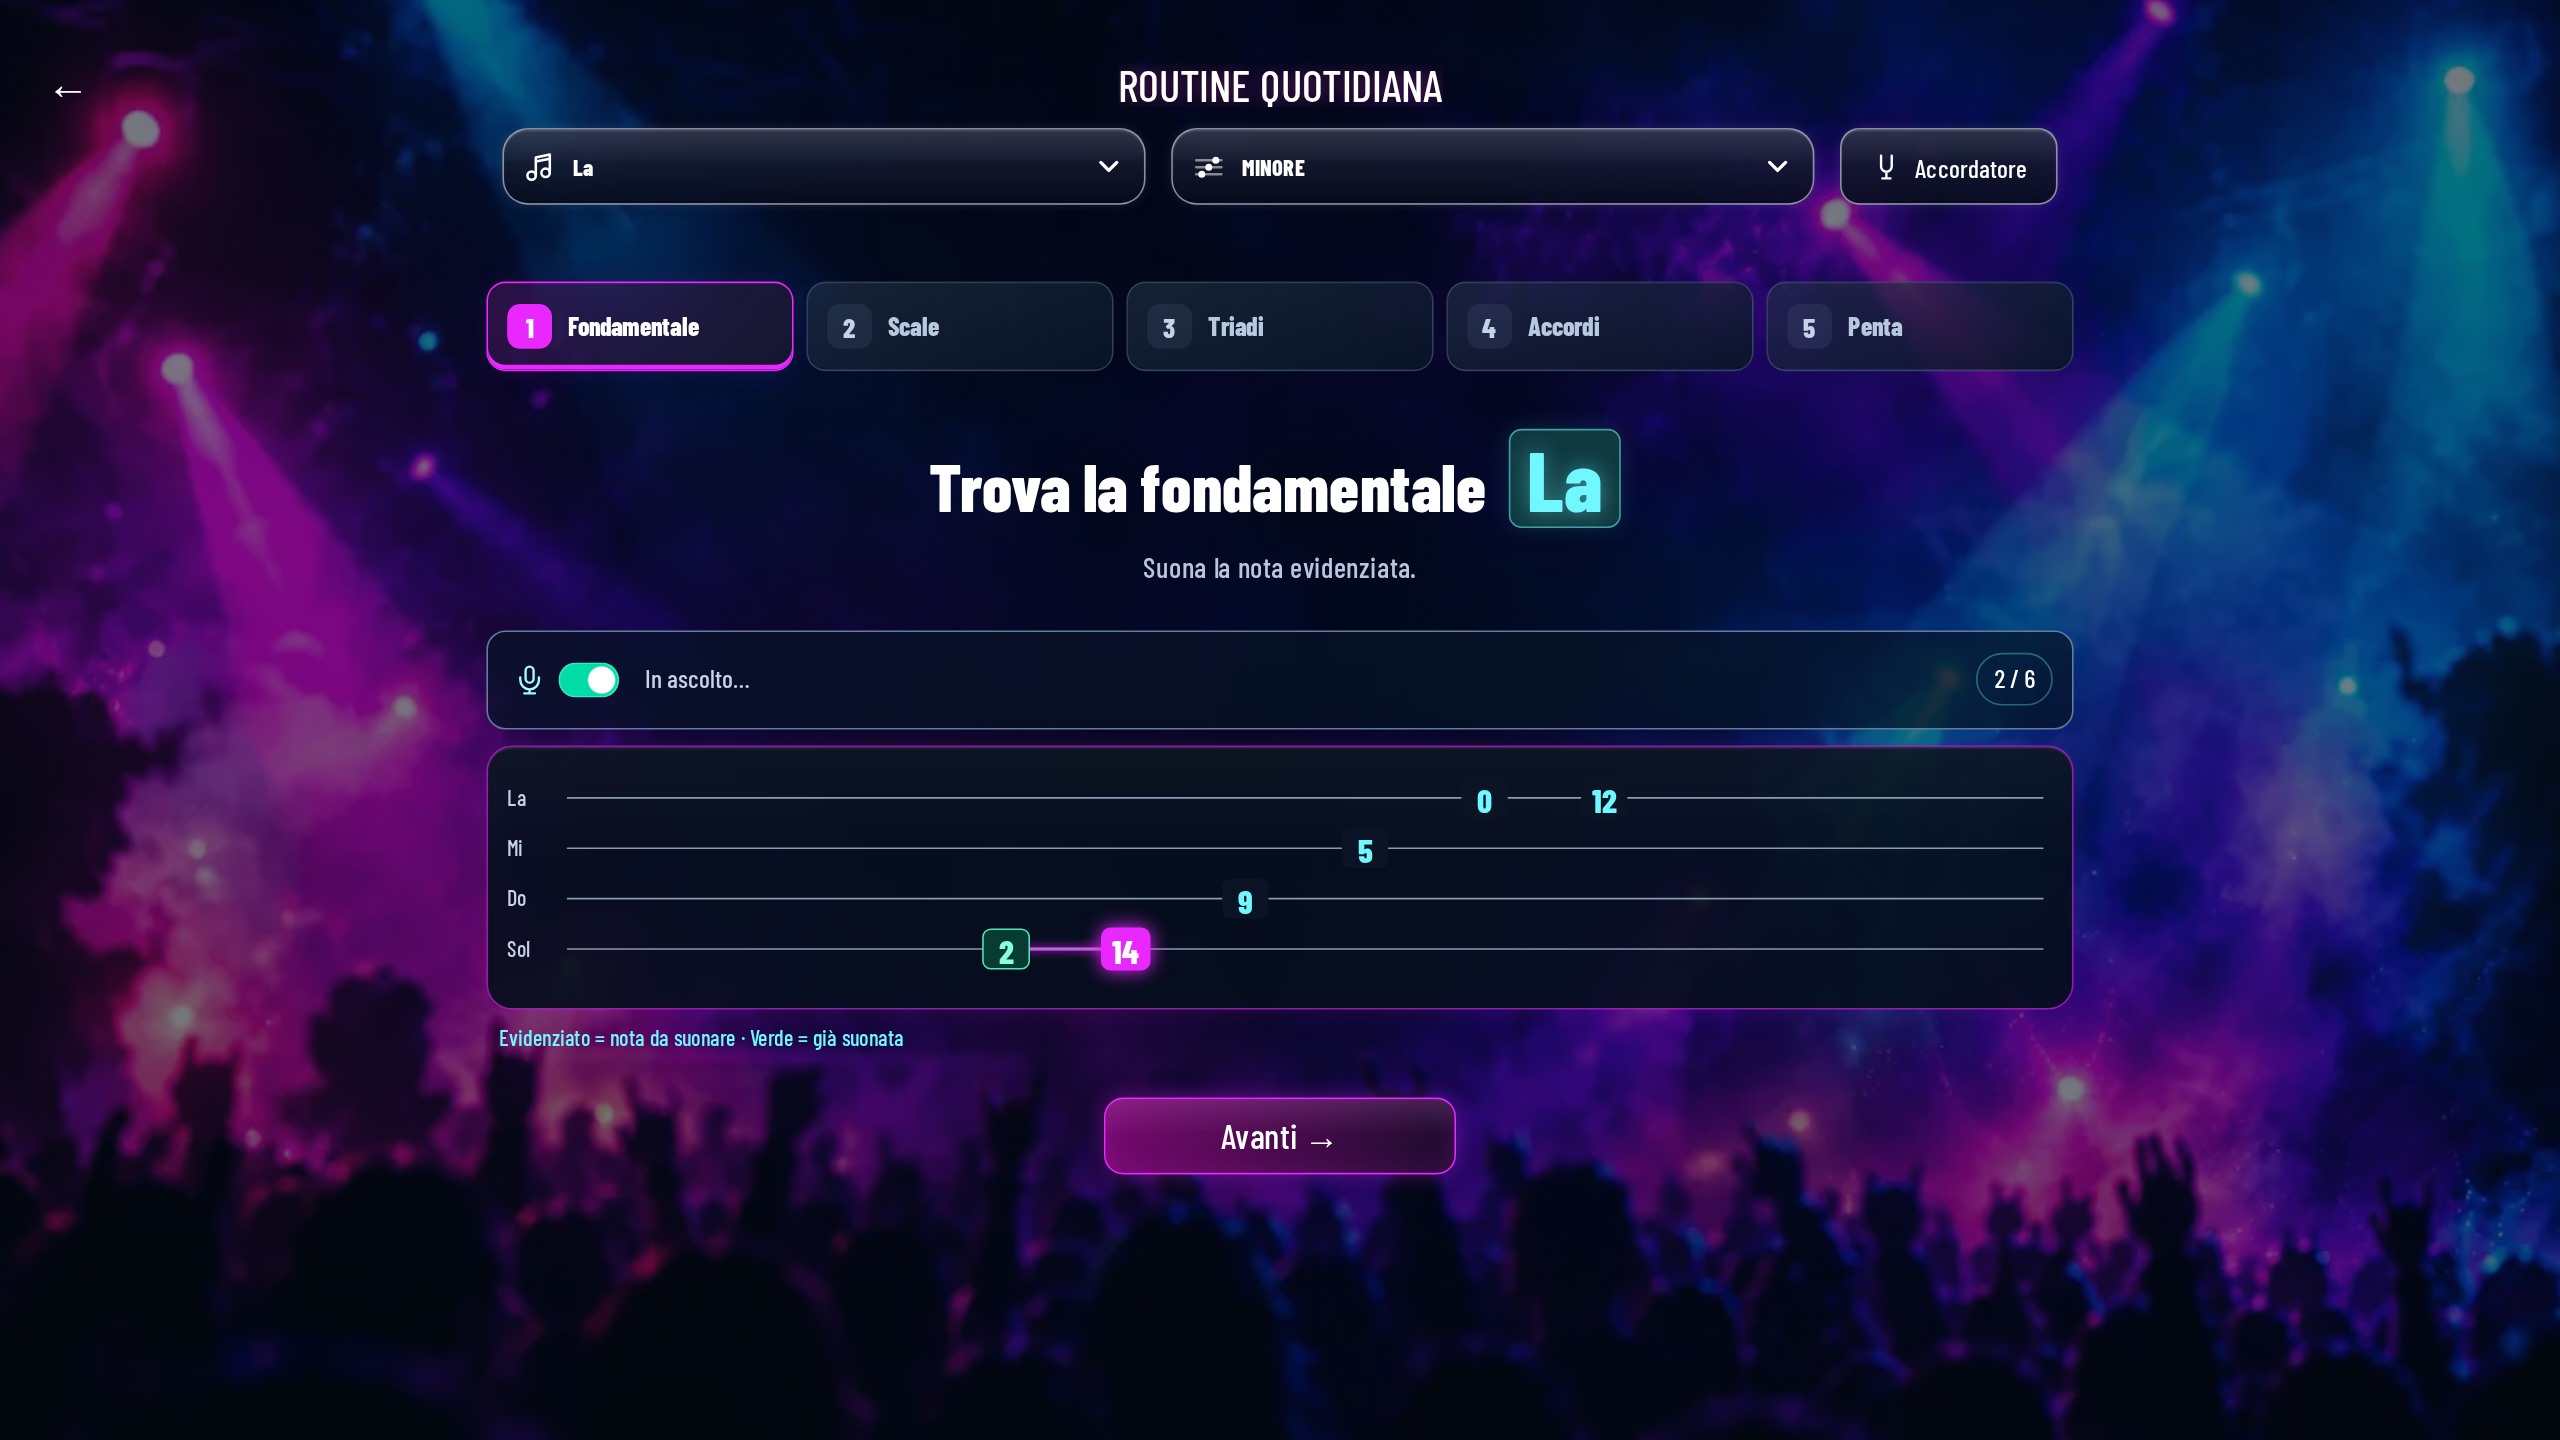 ←
ROUTINE QUOTIDIANA
La
MINORE
Accordatore
1 Fondamentale
2 Scale
3 Triadi
4 Accordi
5 Penta
Trova la fondamentale La
Suona la nota evidenziata.
In ascolto...
2 / 6
La 0 12
Mi 5
Do 9
Sol 2 14
Evidenziato = nota da suonare · Verde = già suonata
Avanti →